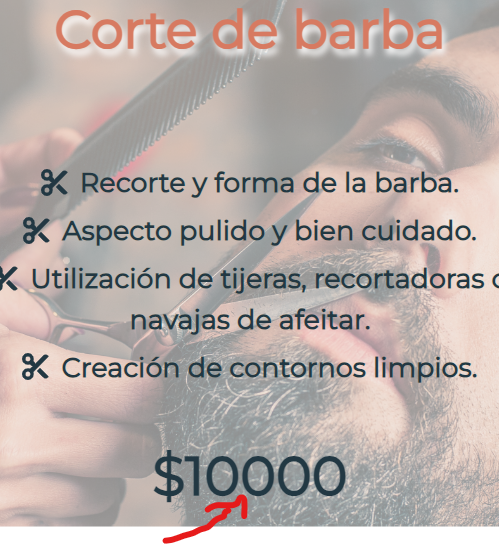 Corte de barba
Recorte y forma de la barba.
Aspecto pulido y bien cuidado.
Utilización de tijeras, recortadoras
navajas de afeitar.
Creación de contornos limpios.
$10000